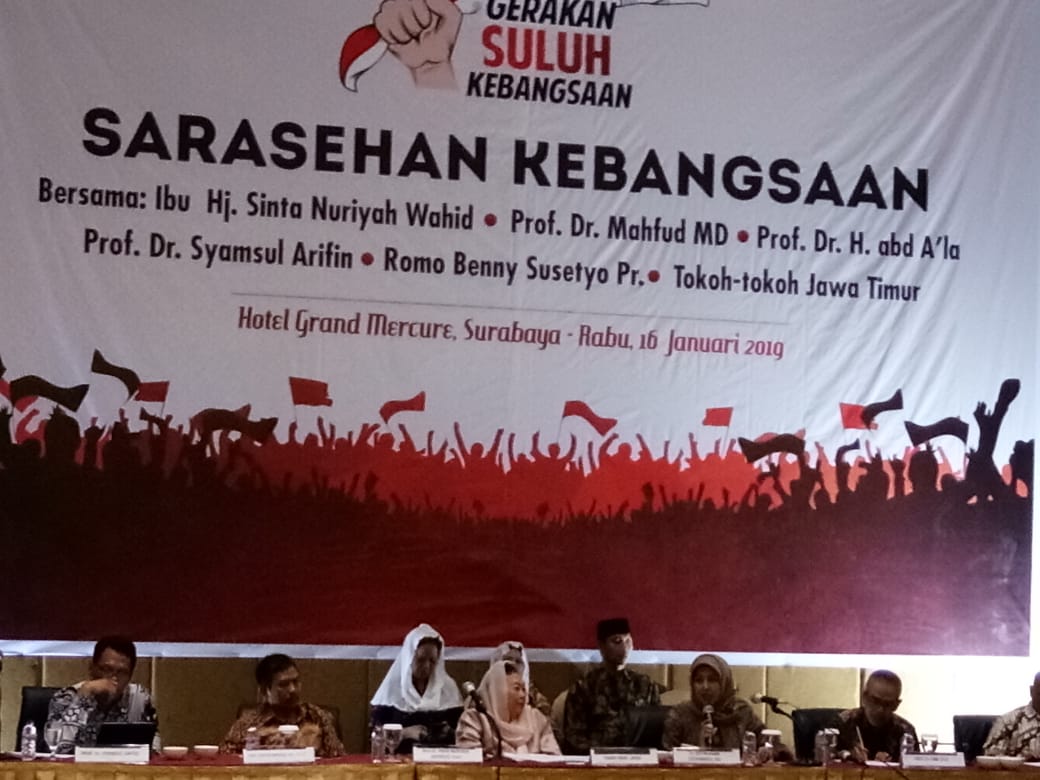 GERAKAN
SULUH
KEBANGSAAN
SARASEHAN KEBANGSAAN
Bersama: Ibu Hj. Sinta Nuriyah Wahid • Prof. Dr. Mahfud MD • Prof. Dr. H. abd A'la
Prof. Dr. Syamsul Arifin • Romo Benny Susetyo Pr. • Tokoh-tokoh Jawa Timur
Hotel Grand Mercure, Surabaya - Rabu, 16 Januari 2019